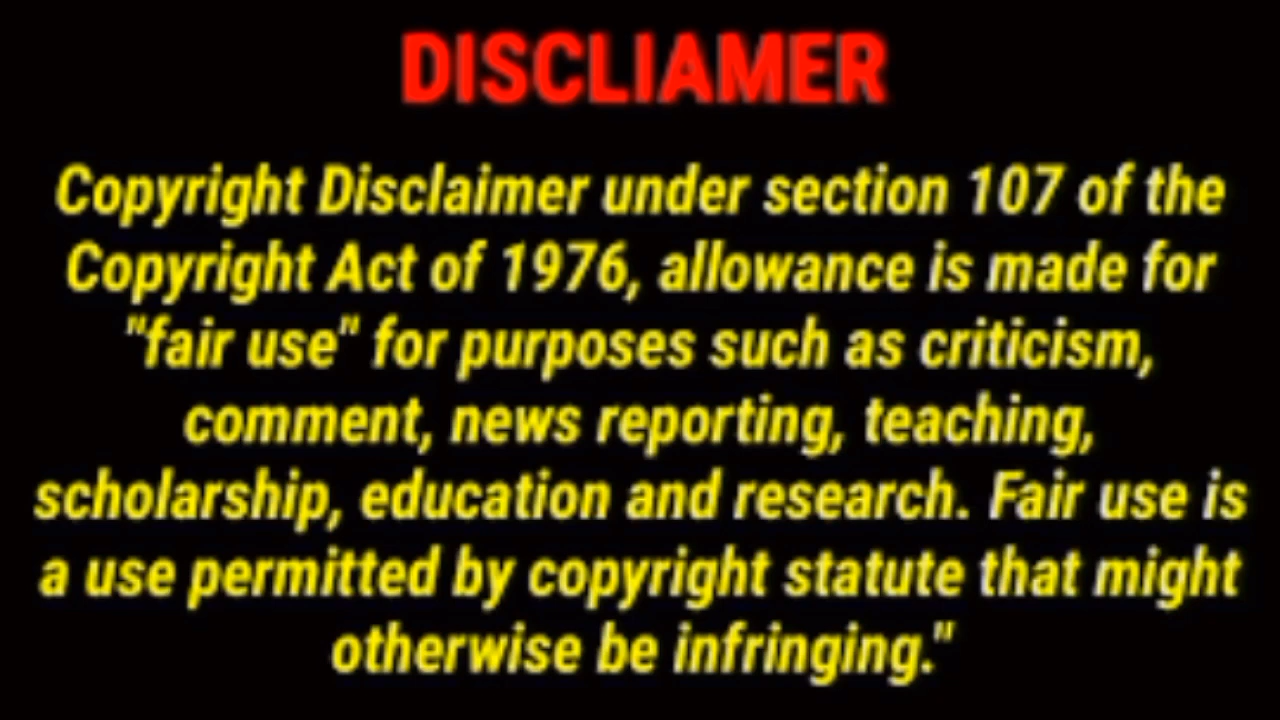 DISCLIAMER
Copyright Disclaimer under section 107 of the
Copyright Act of 1976, allowance is made for
"fair use" for purposes such as criticism,
comment, news reporting, teaching,
scholarship, education and research. Fair use is
a use permitted by copyright statute that might
otherwise be infringing."